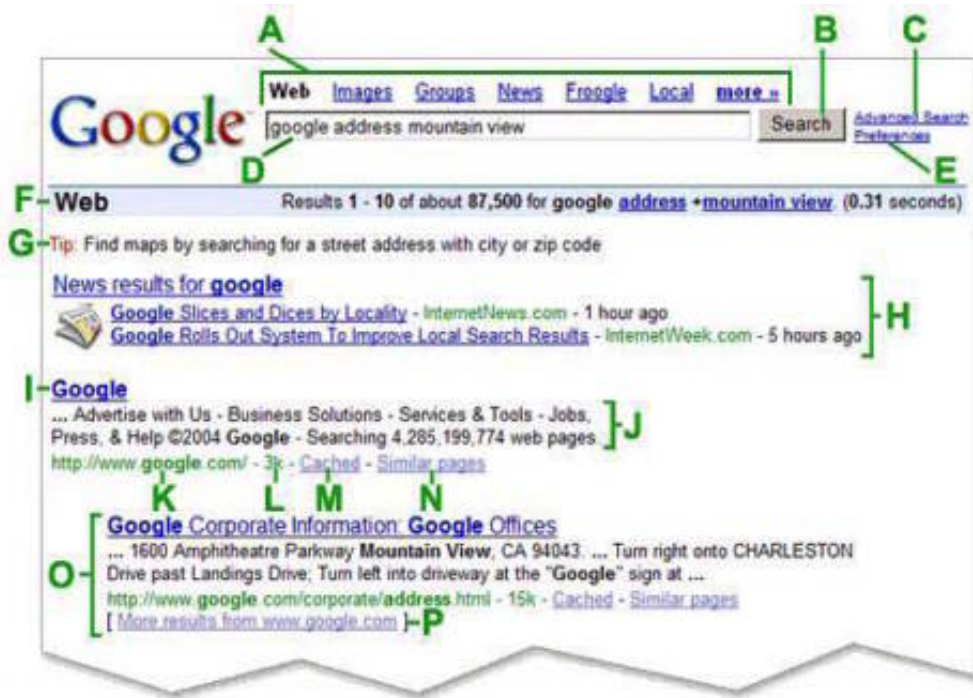 A B C
Web Images Groups News Froogle Local more »
Google google address mountain view Search Advanced Search
Preferences
D E
F Web Results 1 - 10 of about 87,500 for google address +mountain view. (0.31 seconds)
G Tip: Find maps by searching for a street address with city or zip code
News results for google
Google Slices and Dices by Locality - InternetNews.com - 1 hour ago
H
Google Rolls Out System To Improve Local Search Results - InternetWeek.com - 5 hours ago
I Google
... Advertise with Us - Business Solutions - Services & Tools - Jobs,
J
Press, & Help ©2004 Google - Searching 4,285,199,774 web pages.
http://www.google.com/ - 3k - Cached - Similar pages
K L M N
Google Corporate Information: Google Offices
... 1600 Amphitheatre Parkway Mountain View, CA 94043. ... Turn right onto CHARLESTON
O Drive past Landings Drive; Turn left into driveway at the "Google" sign at ...
http://www.google.com/corporate/address.html - 15k - Cached - Similar pages
[ More results from www.google.com ] P